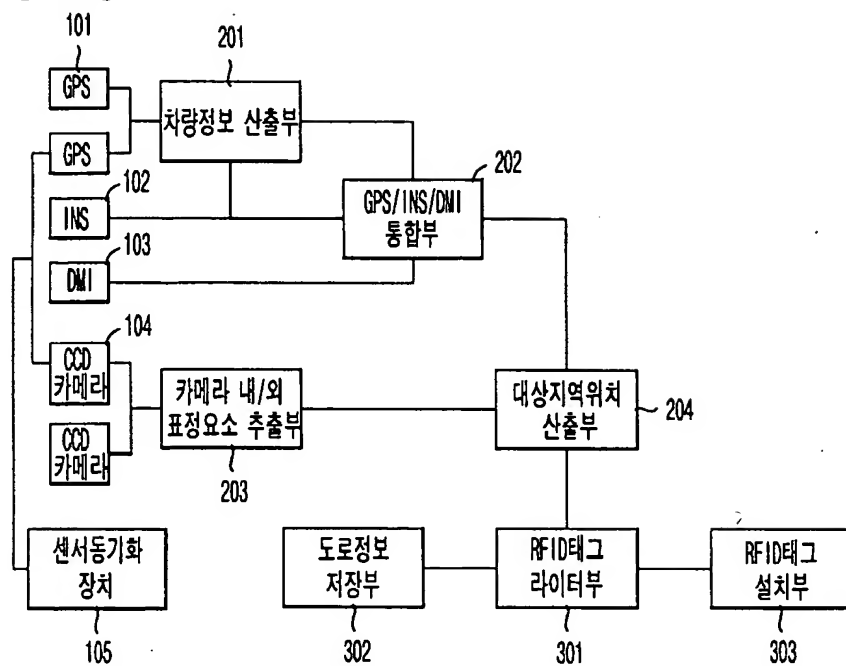 101
GPS
201
차량정보 산출부
GPS
102
INS
202
GPS/INS/DMI
통합부
103
DMI
104
CCD
카메라
카메라 내/외
표정요소 추출부
203
대상지역위치
산출부
204
CCD
카메라
센서동기화
장치
105
도로정보
저장부
302
RFID태그
라이터부
301
RFID태그
설치부
303